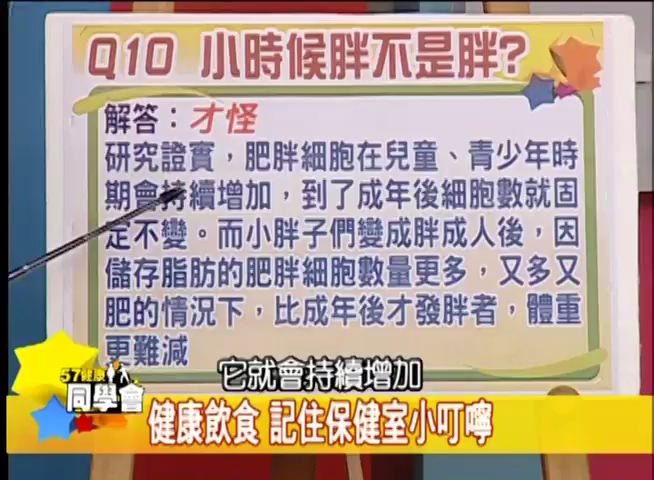 Q10 小時候胖不是胖?
解答：才怪
研究證實，肥胖細胞在兒童、青少年時
期會持續增加，到了成年後細胞數就固
定不變。而小胖子們變成胖成人後，因
儲存脂肪的肥胖細胞數量更多，又多又
肥的情況下，比成年後才發胖者，體重
更難減
它就會持續增加
57健康
同學會
健康飲食 記住保健室小叮嚀